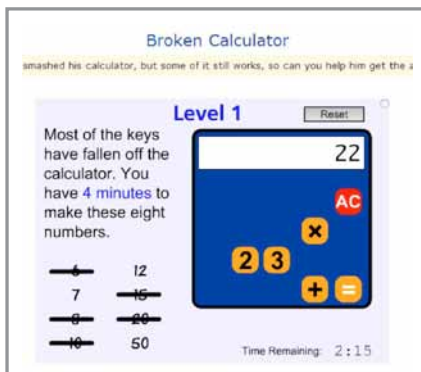 Broken Calculator
smashed his calculator, but some of it still works, so can you help him get the a
Level 1
Reset
Most of the keys
have fallen off the
calculator. You
have 4 minutes to
make these eight
numbers.
22
AC
×
2 3
+ =
6 12
7 15
8 20
10 50
Time Remaining: 2:15